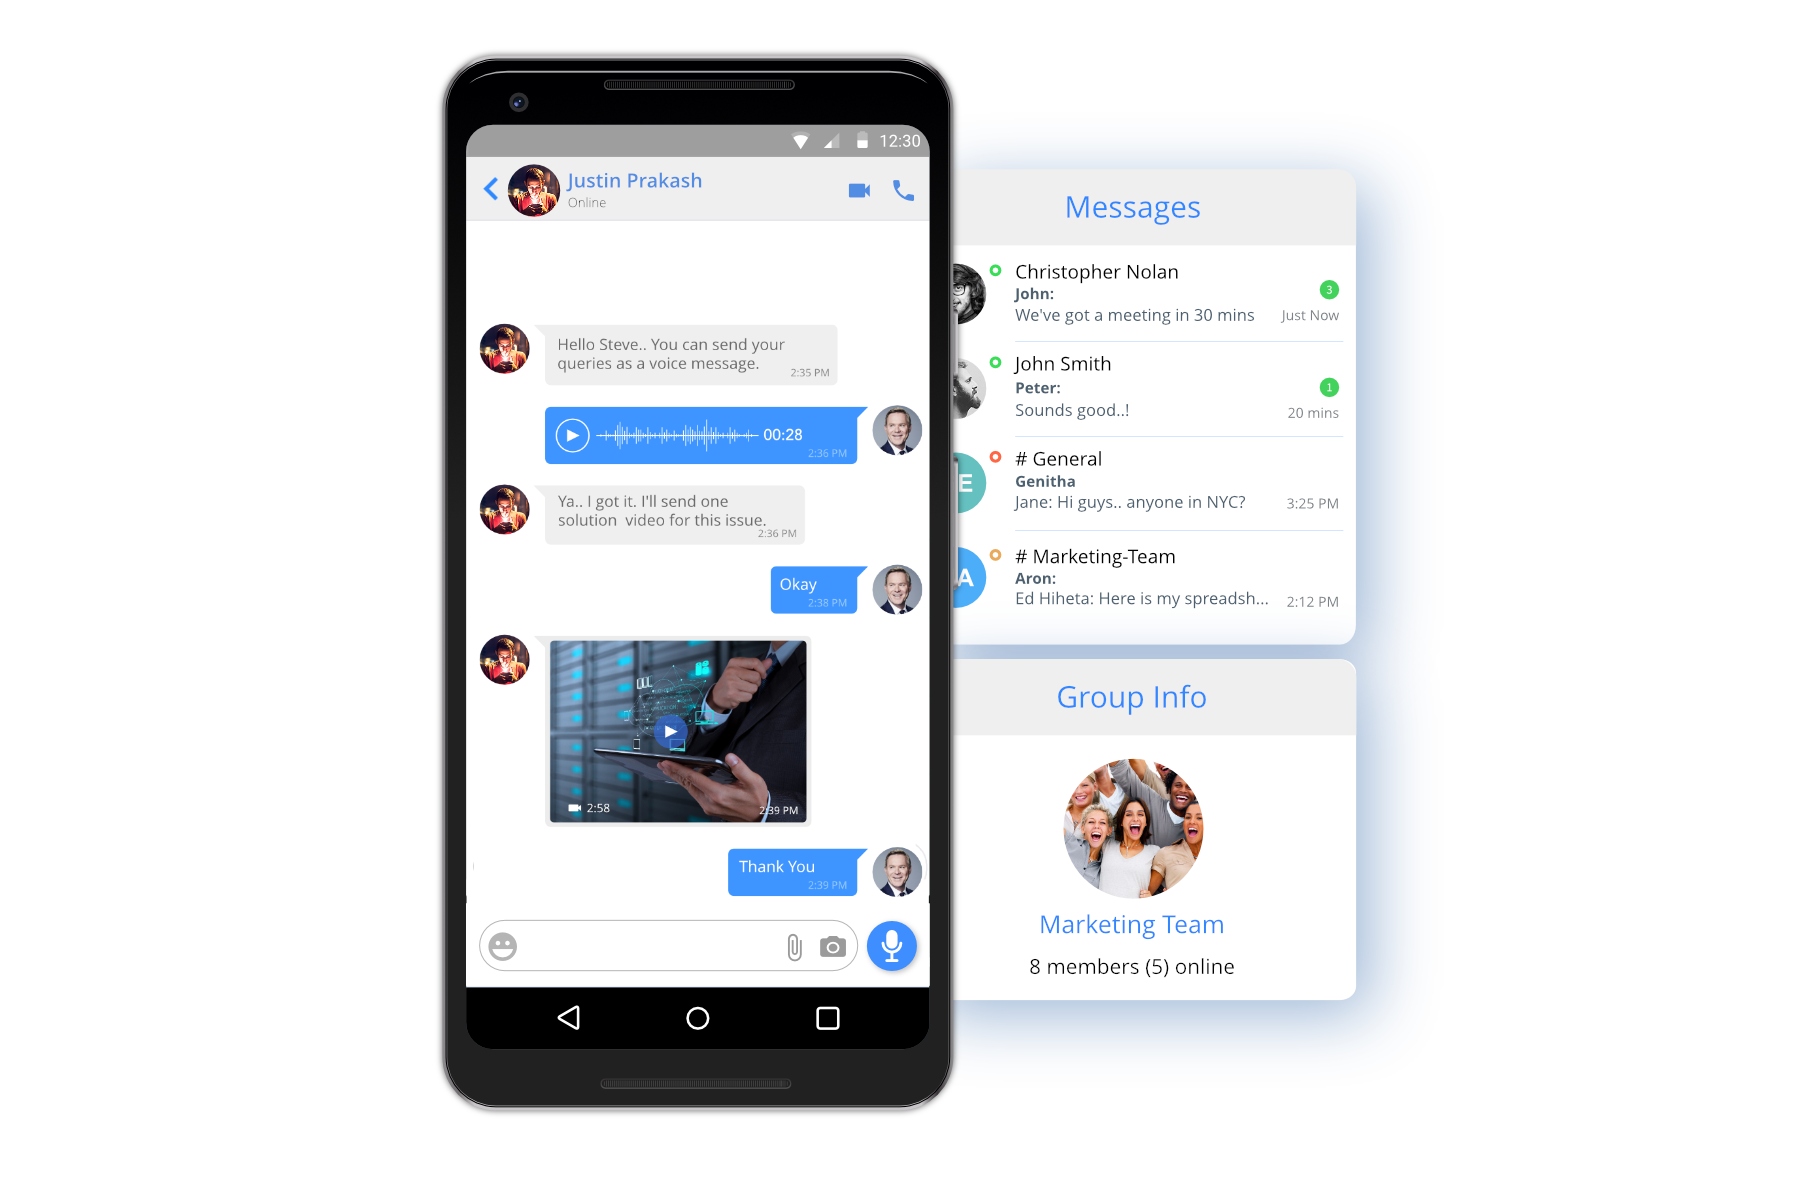 12:30
Justin Prakash
Online
Hello Steve.. You can send your
queries as a voice message.
2:35 PM
00:28
2:36 PM
Ya.. I got it. I'll send one
solution video for this issue.
2:36 PM
Okay
2:38 PM
2:58
2:39 PM
Thank You
2:39 PM
Messages
Christopher Nolan
John:
3
We've got a meeting in 30 mins
Just Now
John Smith
Peter:
1
Sounds good..!
20 mins
E
# General
Genitha
Jane: Hi guys.. anyone in NYC?
3:25 PM
A
# Marketing-Team
Aron:
Ed Hiheta: Here is my spreadsh...
2:12 PM
Group Info
Marketing Team
8 members (5) online